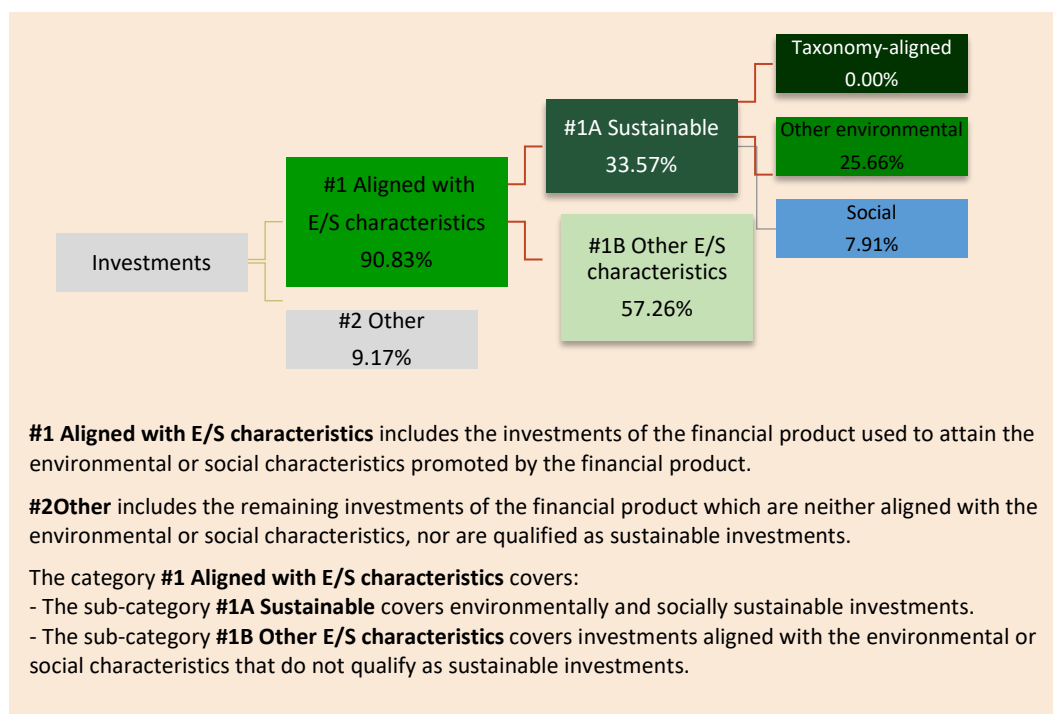 Investments
#1 Aligned with
E/S characteristics
90.83%
#2 Other
9.17%
#1A Sustainable
33.57%
#1B Other E/S
characteristics
57.26%
Taxonomy-aligned
0.00%
Other environmental
25.66%
Social
7.91%
#1 Aligned with E/S characteristics includes the investments of the financial product used to attain the
environmental or social characteristics promoted by the financial product.
#2Other includes the remaining investments of the financial product which are neither aligned with the
environmental or social characteristics, nor are qualified as sustainable investments.
The category #1 Aligned with E/S characteristics covers:
- The sub-category #1A Sustainable covers environmentally and socially sustainable investments.
- The sub-category #1B Other E/S characteristics covers investments aligned with the environmental or
social characteristics that do not qualify as sustainable investments.